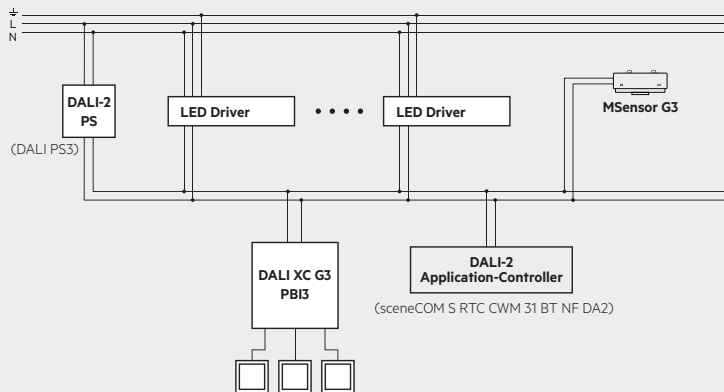 L
N
DALI-2
PS
(DALI PS3)
LED Driver
LED Driver
MSensor G3
DALI XC G3
PBI3
DALI-2
Application-Controller
(sceneCOM S RTC CWM 31 BT NF DA2)